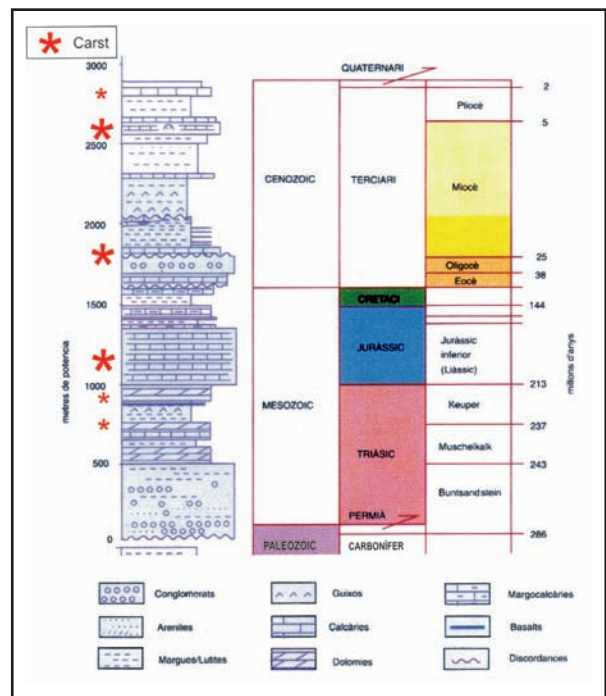 * Carst
3000
2500
2000
1500
1000
500
0
metres de potencia
QUATERNARI
CENOZOIC
TERCIARI
Pliocè
Miocè
Oligocè
Eocè
CRETACI
JURÀSSIC
Juràssic
inferior
(Liàssic)
MESOZOIC
TRIÀSIC
Keuper
Muschelkalk
Buntsandstein
PERMIÀ
PALEOZOIC
CARBONÍFER
2
5
25
38
144
213
237
243
286
milions d'anys
Conglomerats
Guixos
Margocalcàries
Arenites
Calcàries
Basalts
Margues/Lutites
Dolomies
Discordances